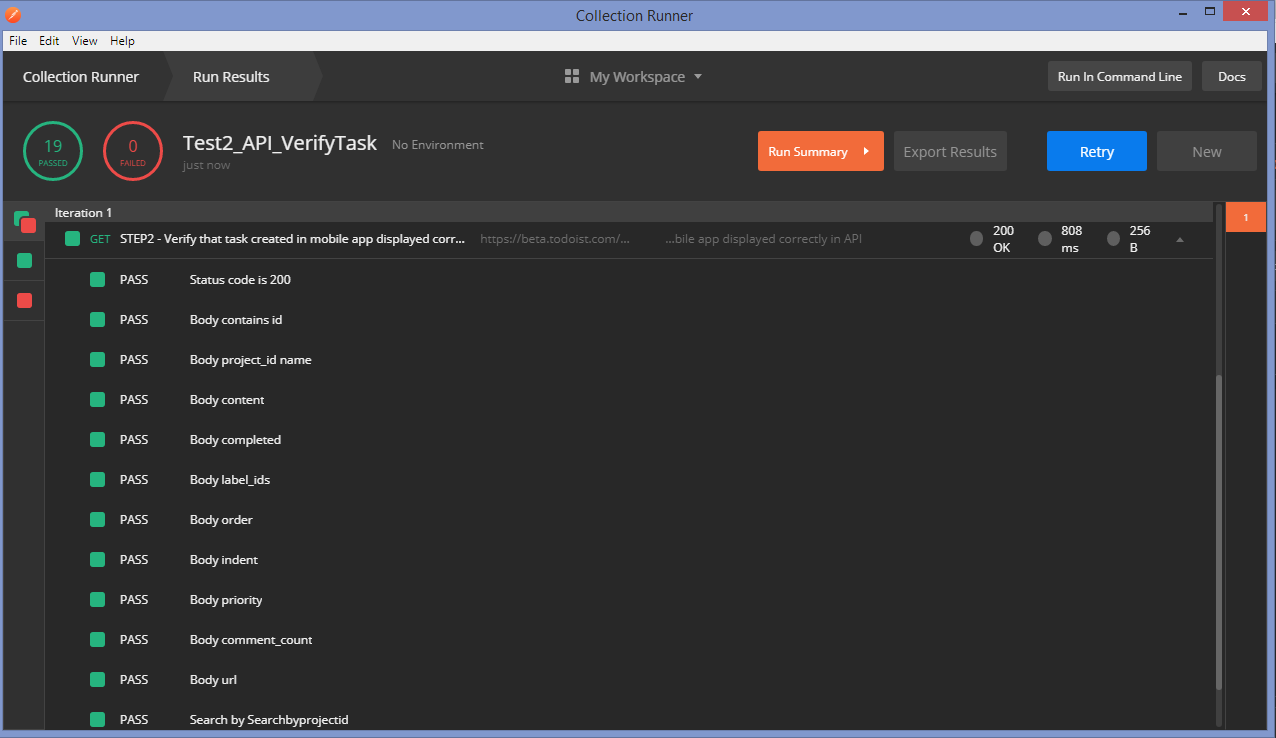 Collection Runner
File Edit View Help
Collection Runner Run Results My Workspace Run In Command Line Docs
19 PASSED 0 FAILED Test2_API_VerifyTask No Environment just now Run Summary Export Results Retry New
Iteration 1
1
GET STEP2 - Verify that task created in mobile app displayed corr... https://beta.todoist.com/... ...bile app displayed correctly in API 200 OK 808 ms 256 B
PASS Status code is 200
PASS Body contains id
PASS Body project_id name
PASS Body content
PASS Body completed
PASS Body label_ids
PASS Body order
PASS Body indent
PASS Body priority
PASS Body comment_count
PASS Body url
PASS Search by Searchbyprojectid